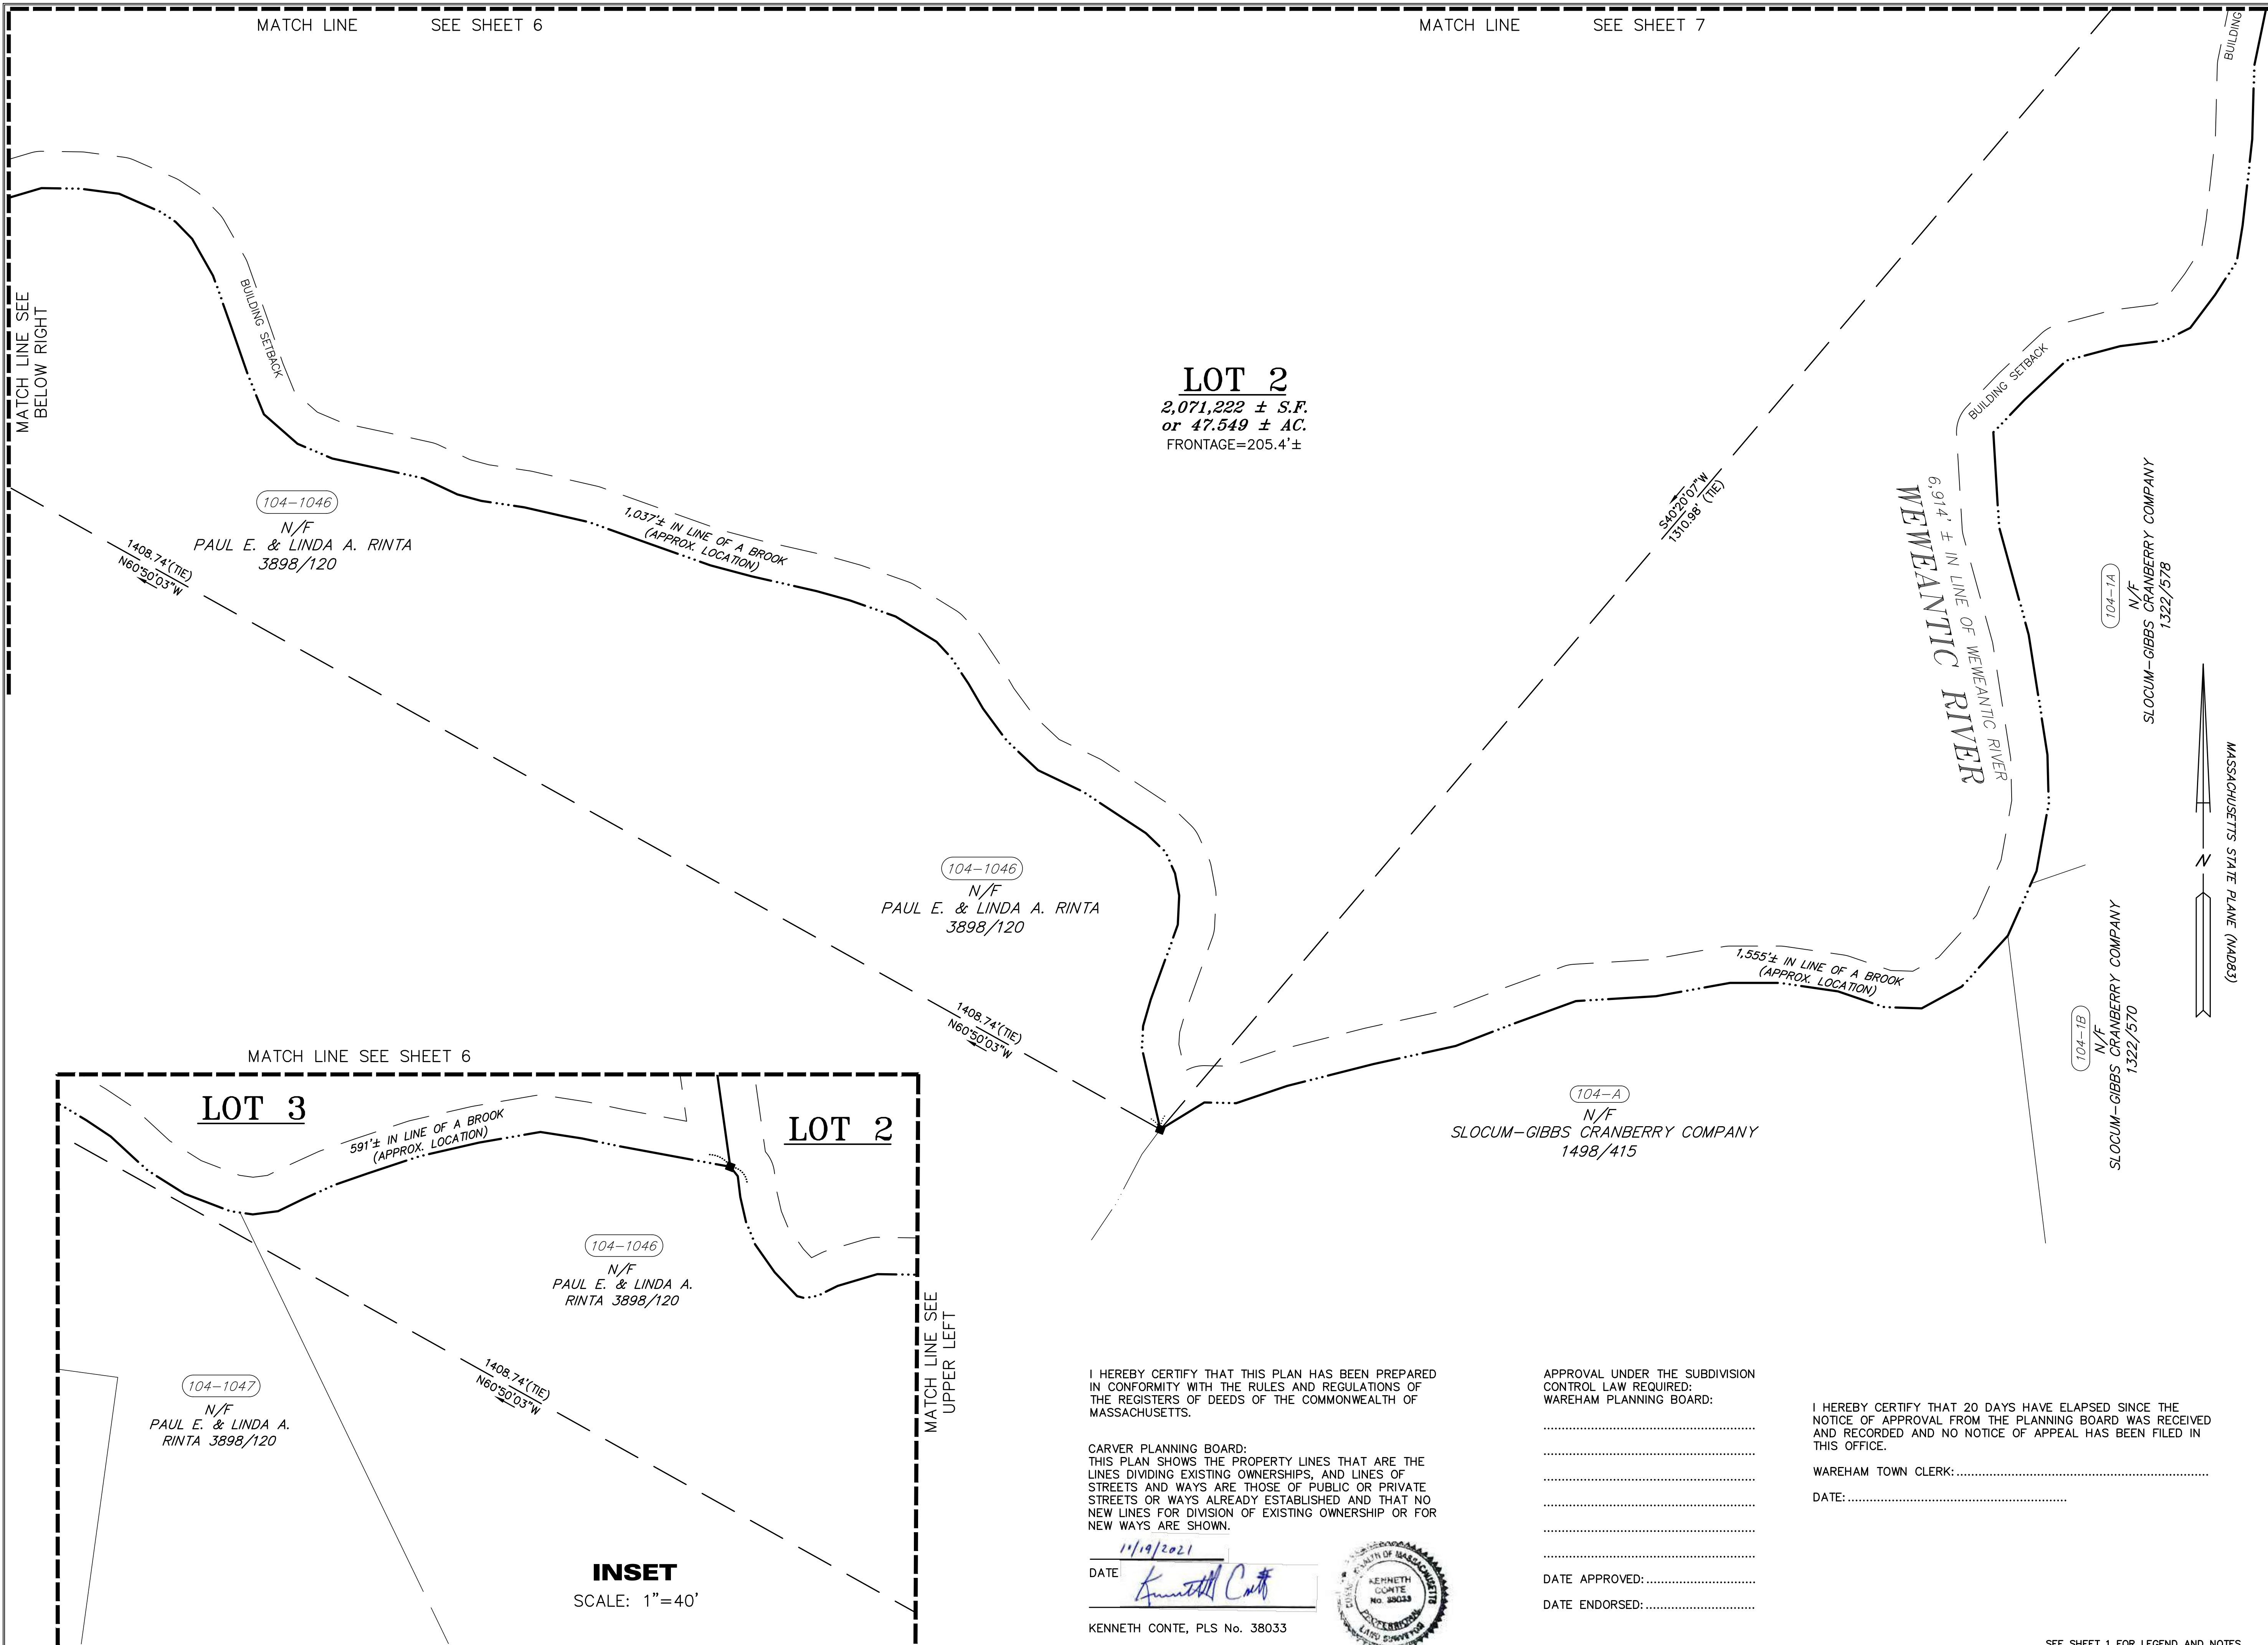 MATCH LINE SEE SHEET 6
MATCH LINE SEE SHEET 7
BUILDING
MATCH LINE SEE
BELOW RIGHT
BUILDING SETBACK
LOT 2
2,071,222 ± S.F.
or 47.549 ± AC.
FRONTAGE=205.4'±
BUILDING SETBACK
104-1046
N/F
PAUL E. & LINDA A. RINTA
3898/120
1408.74'(TIE)
N60°50'03"W
1,037'± IN LINE OF A BROOK
(APPROX. LOCATION)
S40°20'07"W
1310.98' (TIE)
6,914' ± IN LINE OF WEWEANTIC RIVER
WEWEANTIC RIVER
104-1A
N/F
SLOCUM-GIBBS CRANBERRY COMPANY
1322/578
N
MASSACHUSETTS STATE PLANE (NAD83)
104-1046
N/F
PAUL E. & LINDA A. RINTA
3898/120
1,555'± IN LINE OF A BROOK
(APPROX. LOCATION)
104-1B
N/F
SLOCUM-GIBBS CRANBERRY COMPANY
1322/570
1408.74'(TIE)
N60°50'03"W
104-A
N/F
SLOCUM-GIBBS CRANBERRY COMPANY
1498/415
MATCH LINE SEE SHEET 6
LOT 3
LOT 2
591'± IN LINE OF A BROOK
(APPROX. LOCATION)
104-1046
N/F
PAUL E. & LINDA A.
RINTA 3898/120
MATCH LINE SEE
UPPER LEFT
1408.74'(TIE)
N60°50'03"W
104-1047
N/F
PAUL E. & LINDA A.
RINTA 3898/120
INSET
SCALE: 1"=40'
I HEREBY CERTIFY THAT THIS PLAN HAS BEEN PREPARED
IN CONFORMITY WITH THE RULES AND REGULATIONS OF
THE REGISTERS OF DEEDS OF THE COMMONWEALTH OF
MASSACHUSETTS.
CARVER PLANNING BOARD:
THIS PLAN SHOWS THE PROPERTY LINES THAT ARE THE
LINES DIVIDING EXISTING OWNERSHIPS, AND LINES OF
STREETS AND WAYS ARE THOSE OF PUBLIC OR PRIVATE
STREETS OR WAYS ALREADY ESTABLISHED AND THAT NO
NEW LINES FOR DIVISION OF EXISTING OWNERSHIP OR FOR
NEW WAYS ARE SHOWN.
11/19/2021
DATE
KENNETH CONTE, PLS No. 38033
KENNETH
CONTE
No. 38033
PROFESSIONAL
LAND SURVEYOR
APPROVAL UNDER THE SUBDIVISION
CONTROL LAW REQUIRED:
WAREHAM PLANNING BOARD:
DATE APPROVED:
DATE ENDORSED:
I HEREBY CERTIFY THAT 20 DAYS HAVE ELAPSED SINCE THE
NOTICE OF APPROVAL FROM THE PLANNING BOARD WAS RECEIVED
AND RECORDED AND NO NOTICE OF APPEAL HAS BEEN FILED IN
THIS OFFICE.
WAREHAM TOWN CLERK:
DATE:
SEE SHEET 1 FOR LEGEND AND NOTES